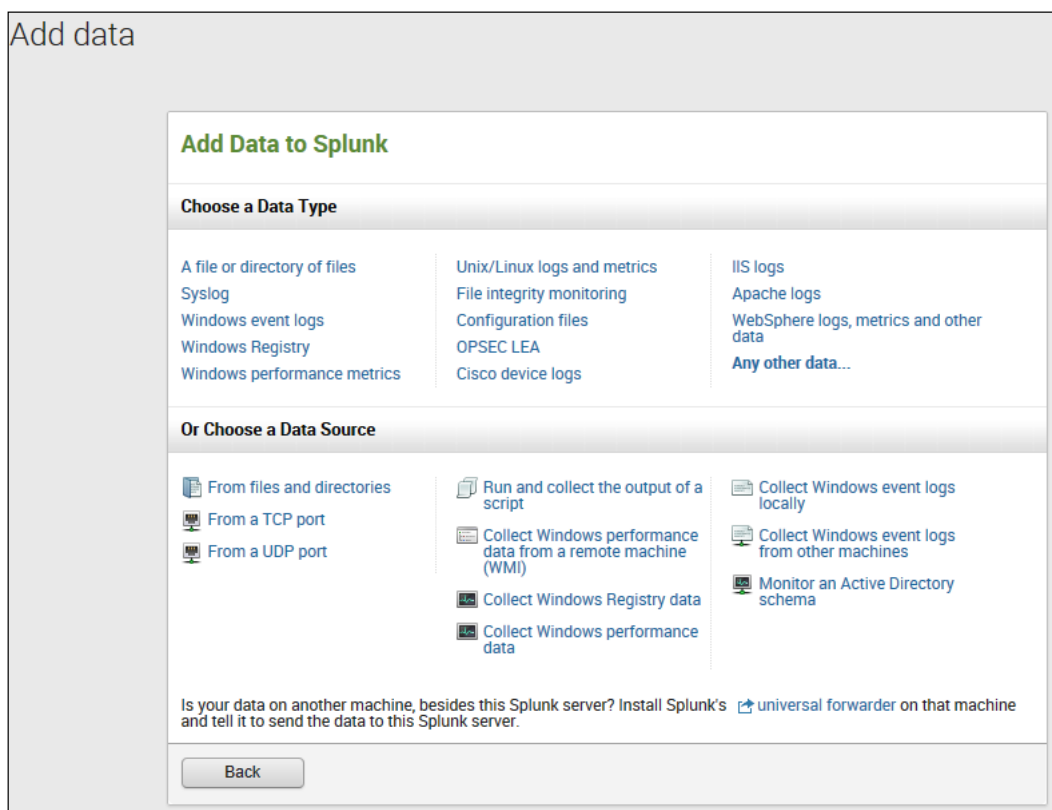 Add data
Add Data to Splunk
Choose a Data Type
A file or directory of files
Syslog
Windows event logs
Windows Registry
Windows performance metrics
Unix/Linux logs and metrics
File integrity monitoring
Configuration files
OPSEC LEA
Cisco device logs
IIS logs
Apache logs
WebSphere logs, metrics and other
data
Any other data...
Or Choose a Data Source
From files and directories
From a TCP port
From a UDP port
Run and collect the output of a
script
Collect Windows performance
data from a remote machine
(WMI)
Collect Windows Registry data
Collect Windows performance
data
Collect Windows event logs
locally
Collect Windows event logs
from other machines
Monitor an Active Directory
schema
Is your data on another machine, besides this Splunk server? Install Splunk's universal forwarder on that machine
and tell it to send the data to this Splunk server.
Back